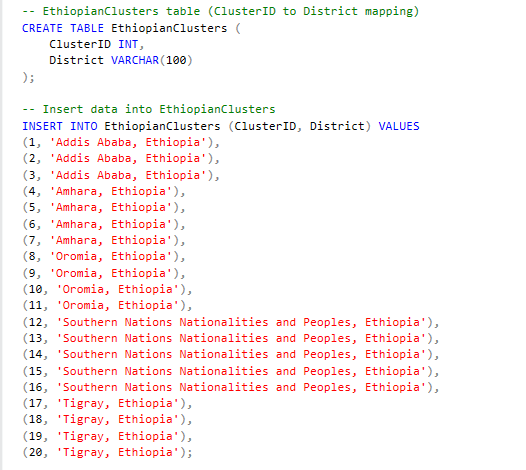 -- EthiopianClusters table (ClusterID to District mapping)
CREATE TABLE EthiopianClusters (
    ClusterID INT,
    District VARCHAR(100)
);

-- Insert data into EthiopianClusters
INSERT INTO EthiopianClusters (ClusterID, District) VALUES
(1, 'Addis Ababa, Ethiopia'),
(2, 'Addis Ababa, Ethiopia'),
(3, 'Addis Ababa, Ethiopia'),
(4, 'Amhara, Ethiopia'),
(5, 'Amhara, Ethiopia'),
(6, 'Amhara, Ethiopia'),
(7, 'Amhara, Ethiopia'),
(8, 'Oromia, Ethiopia'),
(9, 'Oromia, Ethiopia'),
(10, 'Oromia, Ethiopia'),
(11, 'Oromia, Ethiopia'),
(12, 'Southern Nations Nationalities and Peoples, Ethiopia'),
(13, 'Southern Nations Nationalities and Peoples, Ethiopia'),
(14, 'Southern Nations Nationalities and Peoples, Ethiopia'),
(15, 'Southern Nations Nationalities and Peoples, Ethiopia'),
(16, 'Southern Nations Nationalities and Peoples, Ethiopia'),
(17, 'Tigray, Ethiopia'),
(18, 'Tigray, Ethiopia'),
(19, 'Tigray, Ethiopia'),
(20, 'Tigray, Ethiopia');